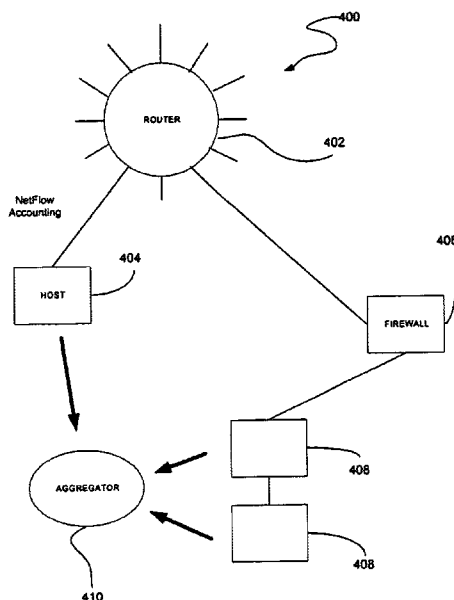 400
ROUTER
402
NetFlow
Accounting
404
HOST
FIREWALL
408
AGGREGATOR
408
410